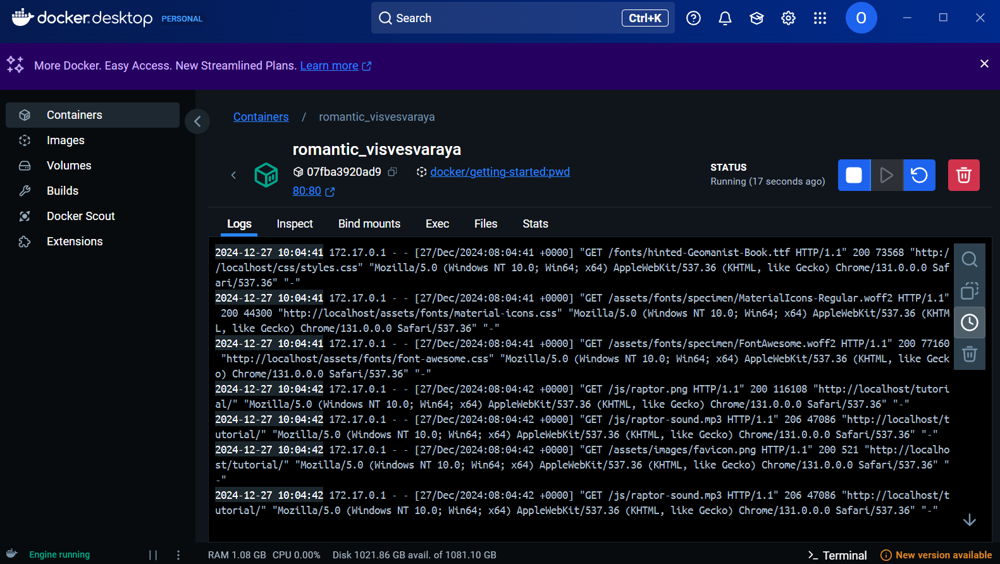 docker.desktop PERSONAL
Search Ctrl+K
O
More Docker. Easy Access. New Streamlined Plans. Learn more
Containers
Images
Volumes
Builds
Docker Scout
Extensions
Containers / romantic_visvesvaraya
romantic_visvesvaraya
07fba3920ad9 docker/getting-started:pwd
80:80
STATUS
Running (17 seconds ago)
Logs Inspect Bind mounts Exec Files Stats
2024-12-27 10:04:41 172.17.0.1 - - [27/Dec/2024:08:04:41 +0000] "GET /fonts/hinted-Geomanist-Book.ttf HTTP/1.1" 200 73568 "http:/
/localhost/css/styles.css" "Mozilla/5.0 (Windows NT 10.0; Win64; x64) AppleWebKit/537.36 (KHTML, like Gecko) Chrome/131.0.0.0 Saf
ari/537.36" "-"
2024-12-27 10:04:41 172.17.0.1 - - [27/Dec/2024:08:04:41 +0000] "GET /assets/fonts/specimen/MaterialIcons-Regular.woff2 HTTP/1.1"
200 44300 "http://localhost/assets/fonts/material-icons.css" "Mozilla/5.0 (Windows NT 10.0; Win64; x64) AppleWebKit/537.36 (KHTM
L, like Gecko) Chrome/131.0.0.0 Safari/537.36" "-"
2024-12-27 10:04:41 172.17.0.1 - - [27/Dec/2024:08:04:41 +0000] "GET /assets/fonts/specimen/FontAwesome.woff2 HTTP/1.1" 200 77160
"http://localhost/assets/fonts/font-awesome.css" "Mozilla/5.0 (Windows NT 10.0; Win64; x64) AppleWebKit/537.36 (KHTML, like Geck
o) Chrome/131.0.0.0 Safari/537.36" "-"
2024-12-27 10:04:42 172.17.0.1 - - [27/Dec/2024:08:04:42 +0000] "GET /js/raptor.png HTTP/1.1" 200 116108 "http://localhost/tutori
al/" "Mozilla/5.0 (Windows NT 10.0; Win64; x64) AppleWebKit/537.36 (KHTML, like Gecko) Chrome/131.0.0.0 Safari/537.36" "-"
2024-12-27 10:04:42 172.17.0.1 - - [27/Dec/2024:08:04:42 +0000] "GET /js/raptor-sound.mp3 HTTP/1.1" 206 47086 "http://localhost/t
utorial/" "Mozilla/5.0 (Windows NT 10.0; Win64; x64) AppleWebKit/537.36 (KHTML, like Gecko) Chrome/131.0.0.0 Safari/537.36" "-"
2024-12-27 10:04:42 172.17.0.1 - - [27/Dec/2024:08:04:42 +0000] "GET /assets/images/favicon.png HTTP/1.1" 200 521 "http://localho
st/tutorial/" "Mozilla/5.0 (Windows NT 10.0; Win64; x64) AppleWebKit/537.36 (KHTML, like Gecko) Chrome/131.0.0.0 Safari/537.36" "
-"
2024-12-27 10:04:42 172.17.0.1 - - [27/Dec/2024:08:04:42 +0000] "GET /js/raptor-sound.mp3 HTTP/1.1" 206 47086 "http://localhost/t
utorial/" "Mozilla/5.0 (Windows NT 10.0; Win64; x64) AppleWebKit/537.36 (KHTML, like Gecko) Chrome/131.0.0.0 Safari/537.36" "-"
Engine running RAM 1.08 GB CPU 0.00% Disk 1021.86 GB avail. of 1081.10 GB Terminal New version available